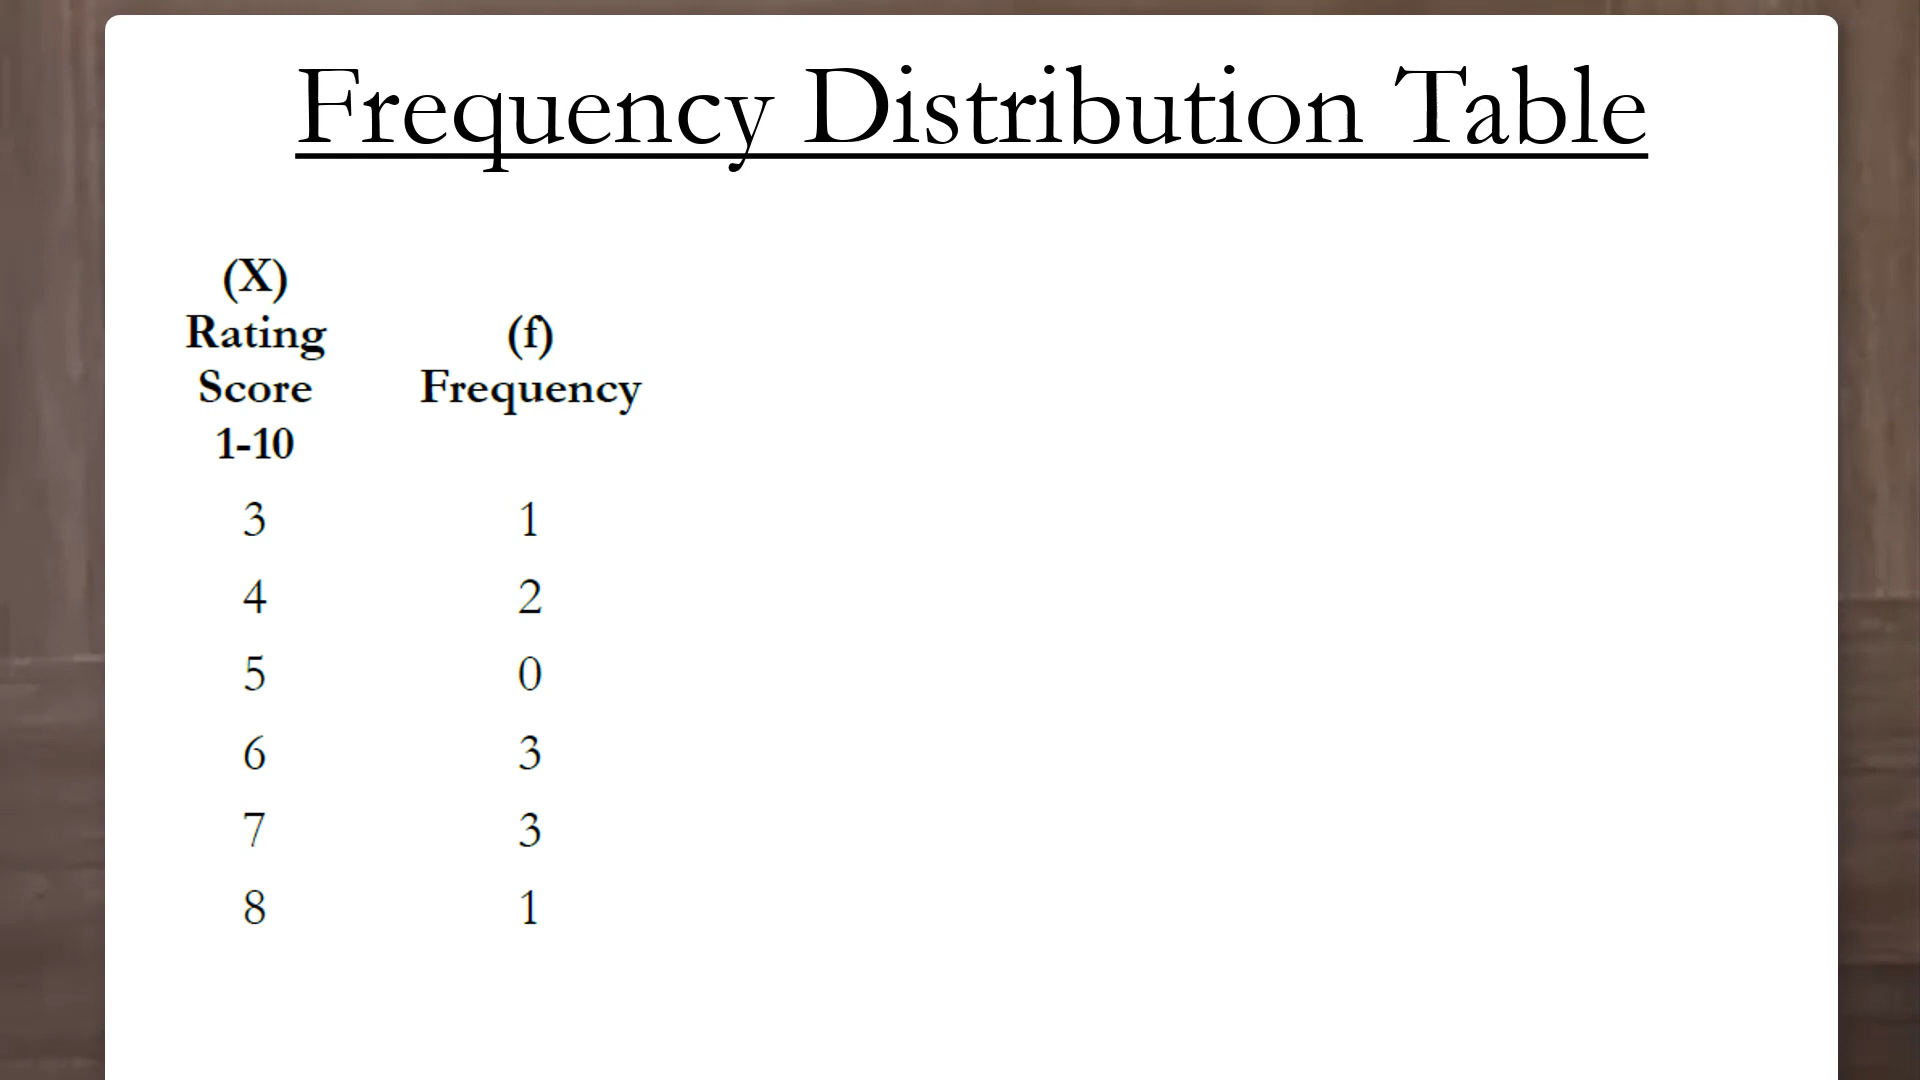 Frequency Distribution Table
(X)
Rating
Score
1-10
(f)
Frequency
3 1
4 2
5 0
6 3
7 3
8 1